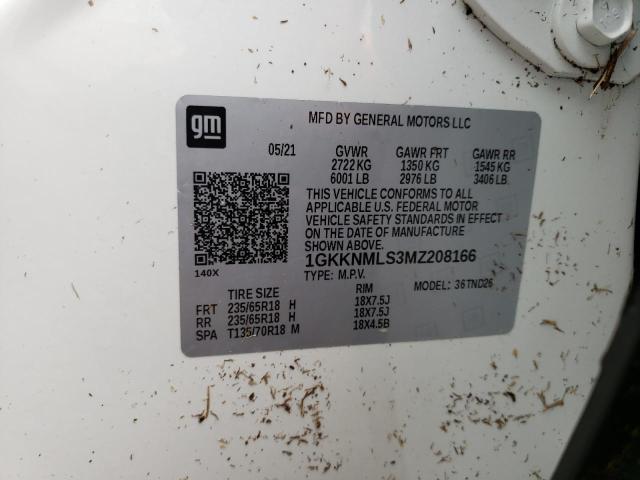 gm
MFD BY GENERAL MOTORS LLC
05/21 GVWR GAWR FRT GAWR RR
2722 KG 1350 KG 1545 KG
6001 LB 2976 LB 3406 LB
THIS VEHICLE CONFORMS TO ALL
APPLICABLE U.S. FEDERAL MOTOR
VEHICLE SAFETY STANDARDS IN EFFECT
ON THE DATE OF MANUFACTURE
SHOWN ABOVE.
140X 1GKKNMLS3MZ208166
TYPE: M.P.V. MODEL: 36TND26
TIRE SIZE RIM
FRT 235/65R18 H 18X7.5J
RR 235/65R18 H 18X7.5J
SPA T135/70R18 M 18X4.5B